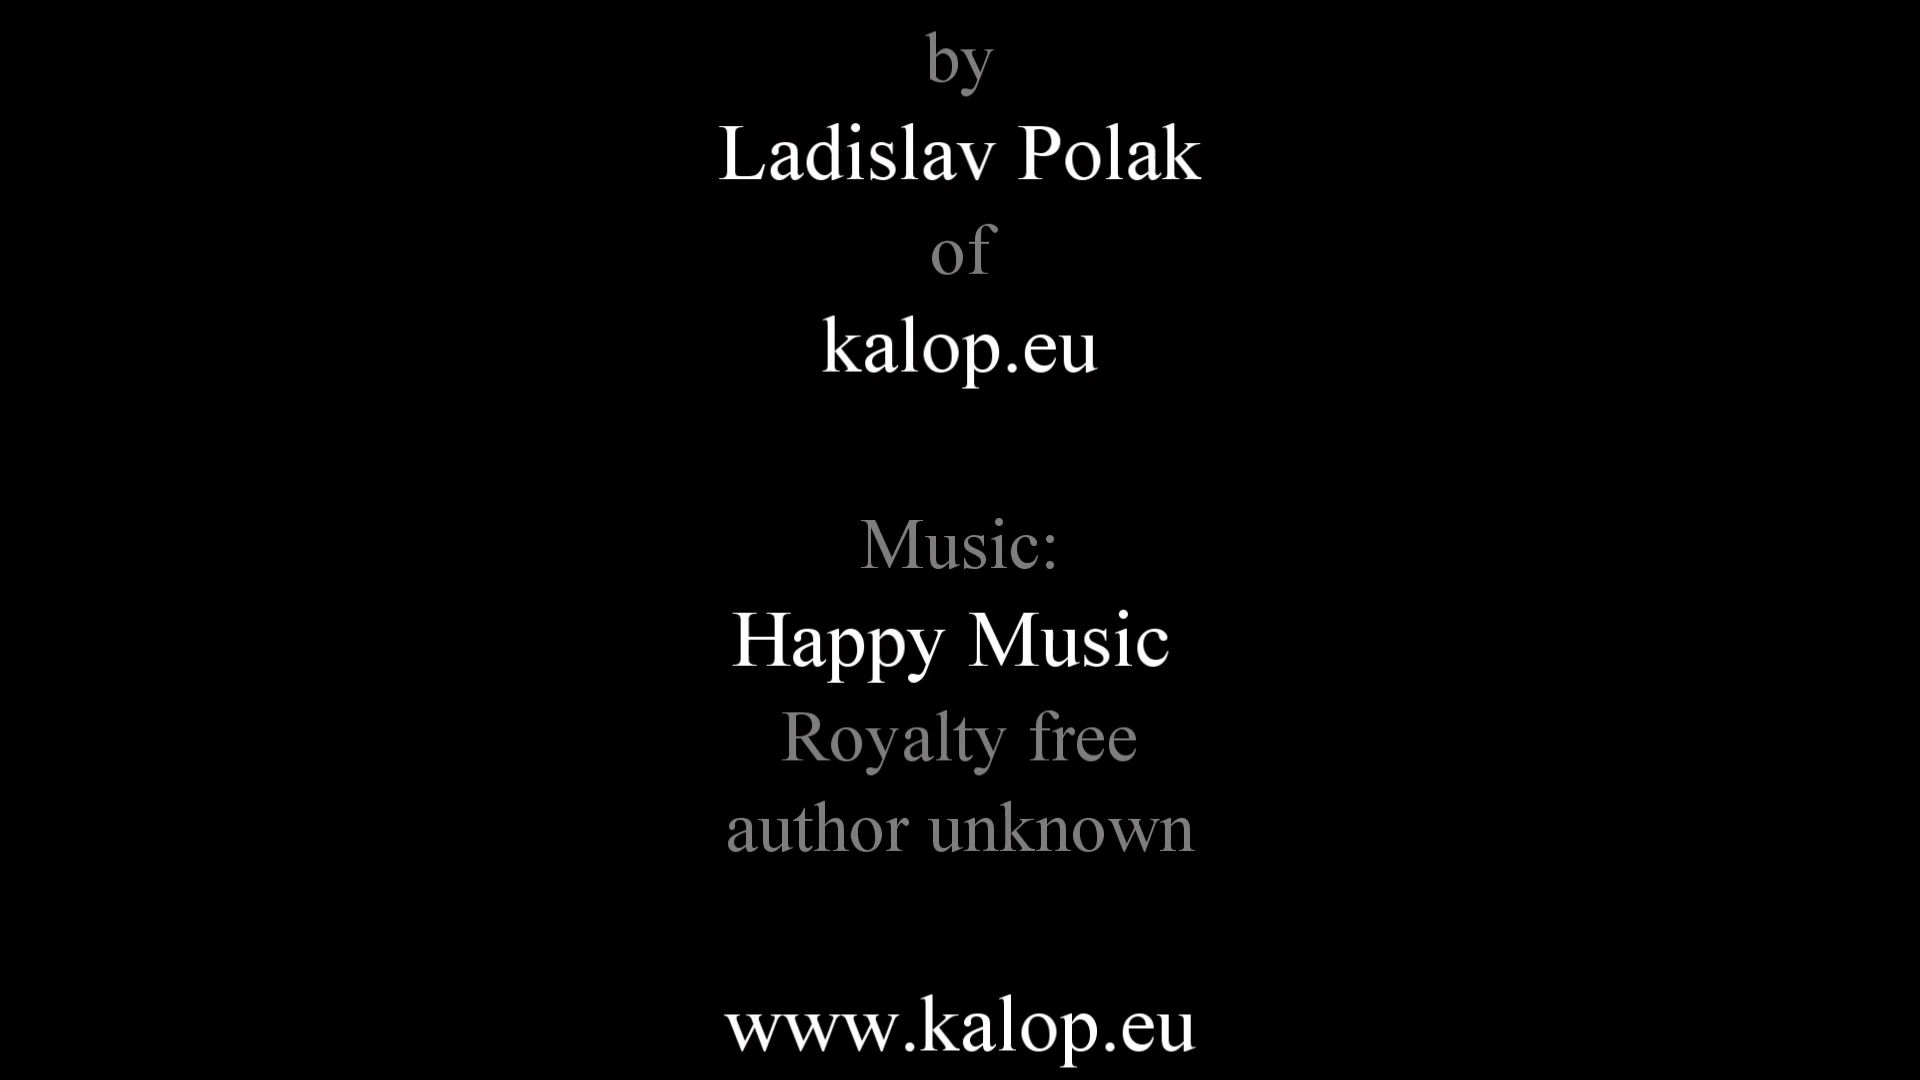 by
Ladislav Polak
of
kalop.eu
Music:
Happy Music
Royalty free
author unknown
www.kalop.eu